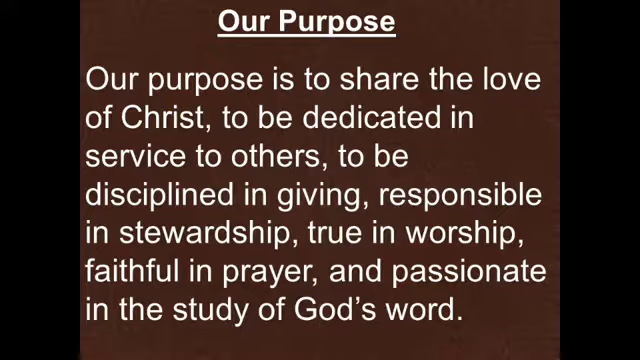 Our Purpose
Our purpose is to share the love
of Christ, to be dedicated in
service to others, to be
disciplined in giving, responsible
in stewardship, true in worship,
faithful in prayer, and passionate
in the study of God’s word.